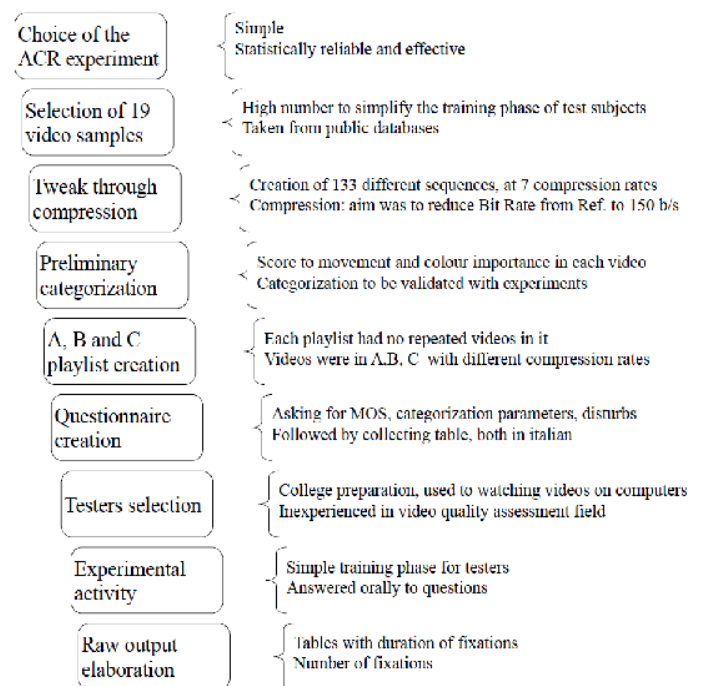 Choice of the
ACR experiment
Simple
Statistically reliable and effective
Selection of 19
video samples
High number to simplify the training phase of test subjects
Taken from public databases
Tweak through
compression
Creation of 133 different sequences, at 7 compression rates
Compression: aim was to reduce Bit Rate from Ref. to 150 b/s
Preliminary
categorization
Score to movement and colour importance in each video
Categorization to be validated with experiments
A, B and C
playlist creation
Each playlist had no repeated videos in it
Videos were in A.B, C with different compression rates
Questionnaire
creation
Asking for MOS, categorization parameters, disturbs
Followed by collecting table, both in italian
Testers selection
College preparation, used to watching videos on computers
Inexperienced in video quality assessment field
Experimental
activity
Simple training phase for testers
Answered orally to questions
Raw output
elaboration
Tables with duration of fixations
Number of fixations